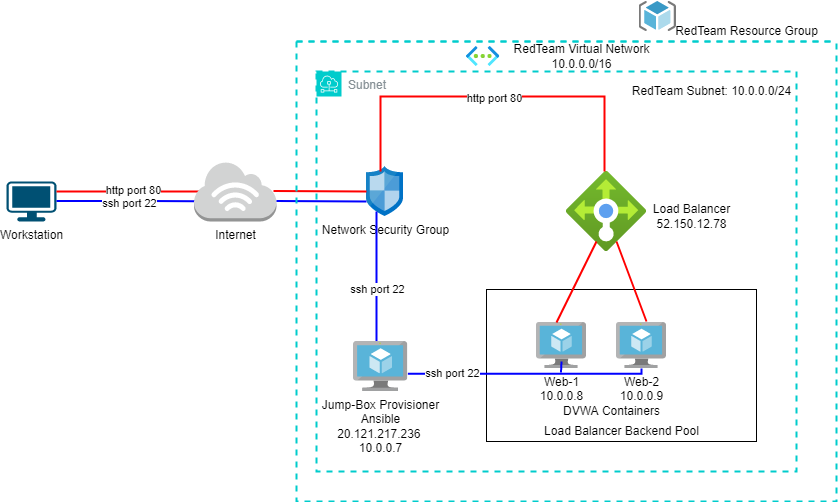 RedTeam Resource Group
RedTeam Virtual Network
10.0.0.0/16
Subnet
RedTeam Subnet: 10.0.0.0/24
http port 80
http port 80
ssh port 22
Workstation
Internet
Network Security Group
Load Balancer
52.150.12.78
ssh port 22
ssh port 22
Jump-Box Provisioner
Ansible
20.121.217.236
10.0.0.7
Web-1
10.0.0.8
Web-2
10.0.0.9
DVWA Containers
Load Balancer Backend Pool